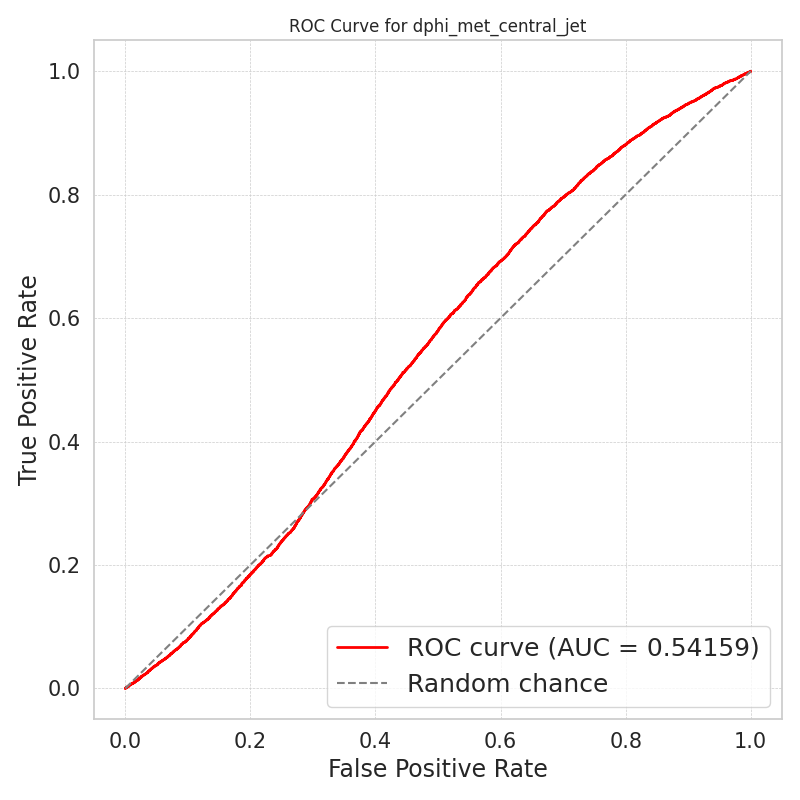 ROC Curve for dphi_met_central_jet
True Positive Rate
1.0
0.8
0.6
0.4
0.2
0.0
ROC curve (AUC = 0.54159)
Random chance
0.0 0.2 0.4 0.6 0.8 1.0
False Positive Rate